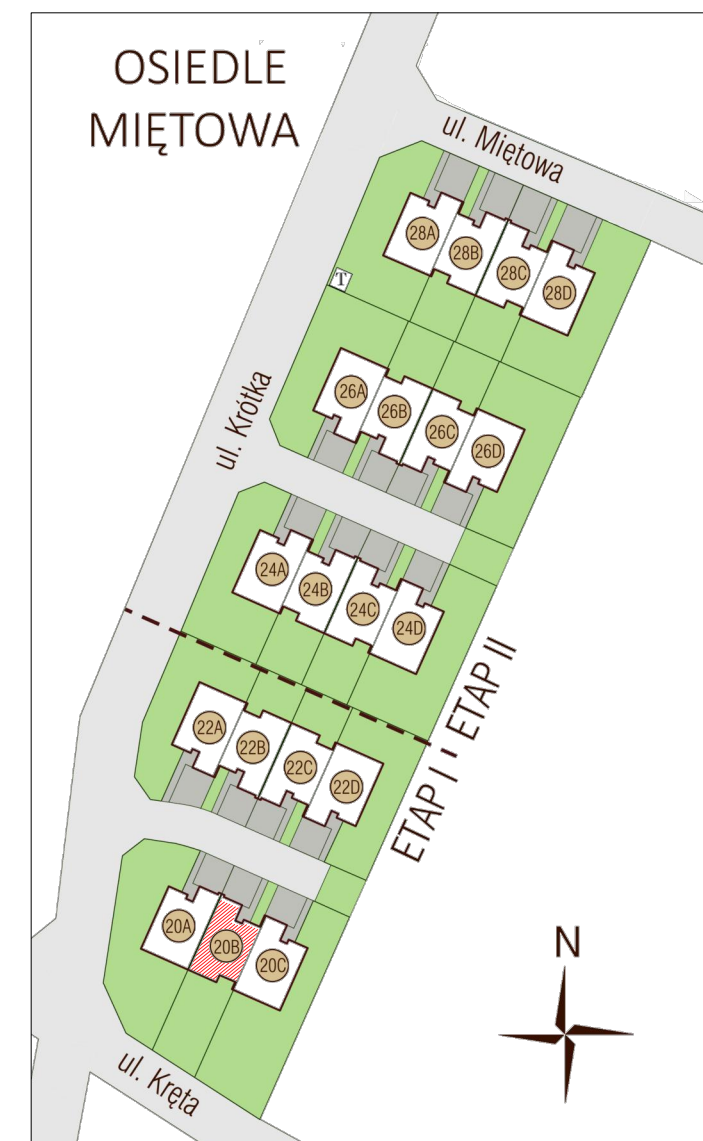 OSIEDLE
MIĘTOWA
ul. Miętowa
28A
28B
28C
28D
T
ul. Krótka
26A
26B
26C
26D
24A
24B
24C
24D
ETAP II
ETAP I
22A
22B
22C
22D
20A
20B
20C
N
ul. Kręta